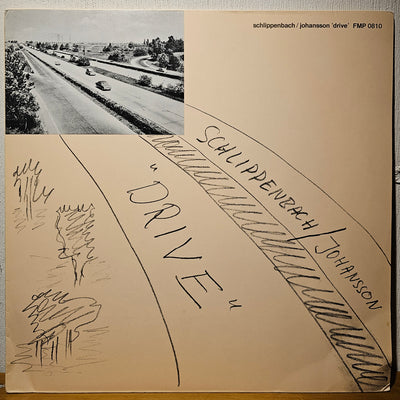 schlippenbach / johansson 'drive' FMP 0810
SCHLIPPENBACH / JOHANSSON
"DRIVE"